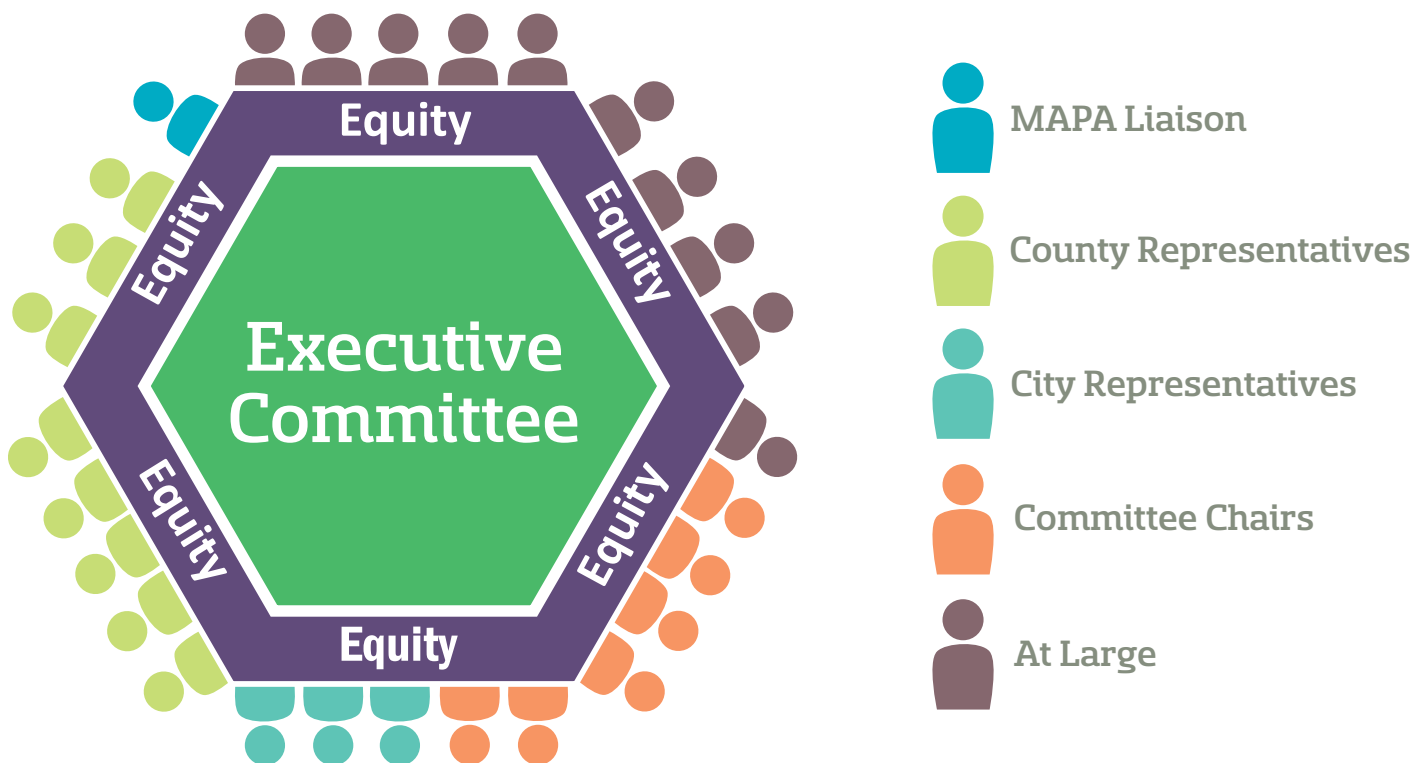 Equity
Equity
Equity
Executive
Committee
Equity
Equity
Equity
MAPA Liaison
County Representatives
City Representatives
Committee Chairs
At Large